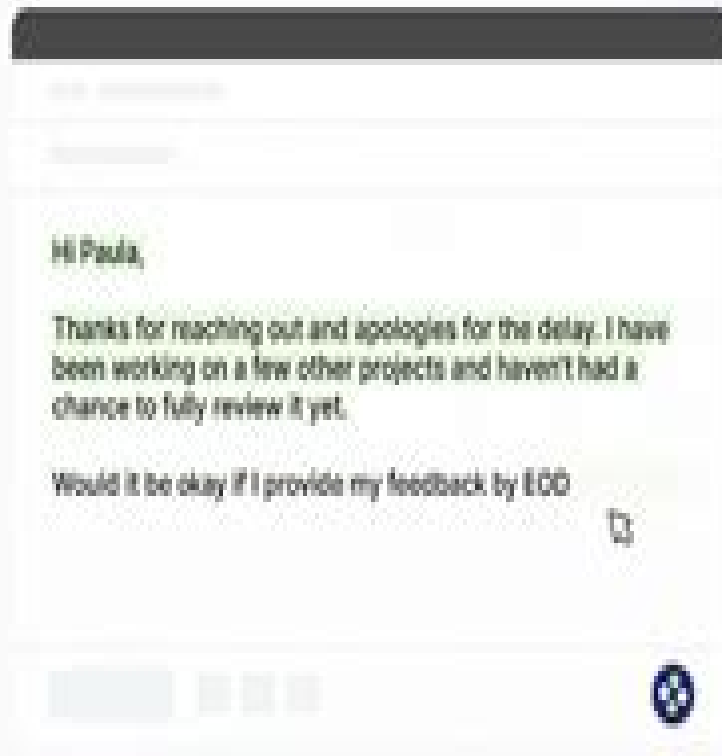 Hi Paula,
Thanks for reaching out and apologies for the delay. I have
been working on a few other projects and haven't had a
chance to fully review it yet.
Would it be okay if I provide my feedback by EOD